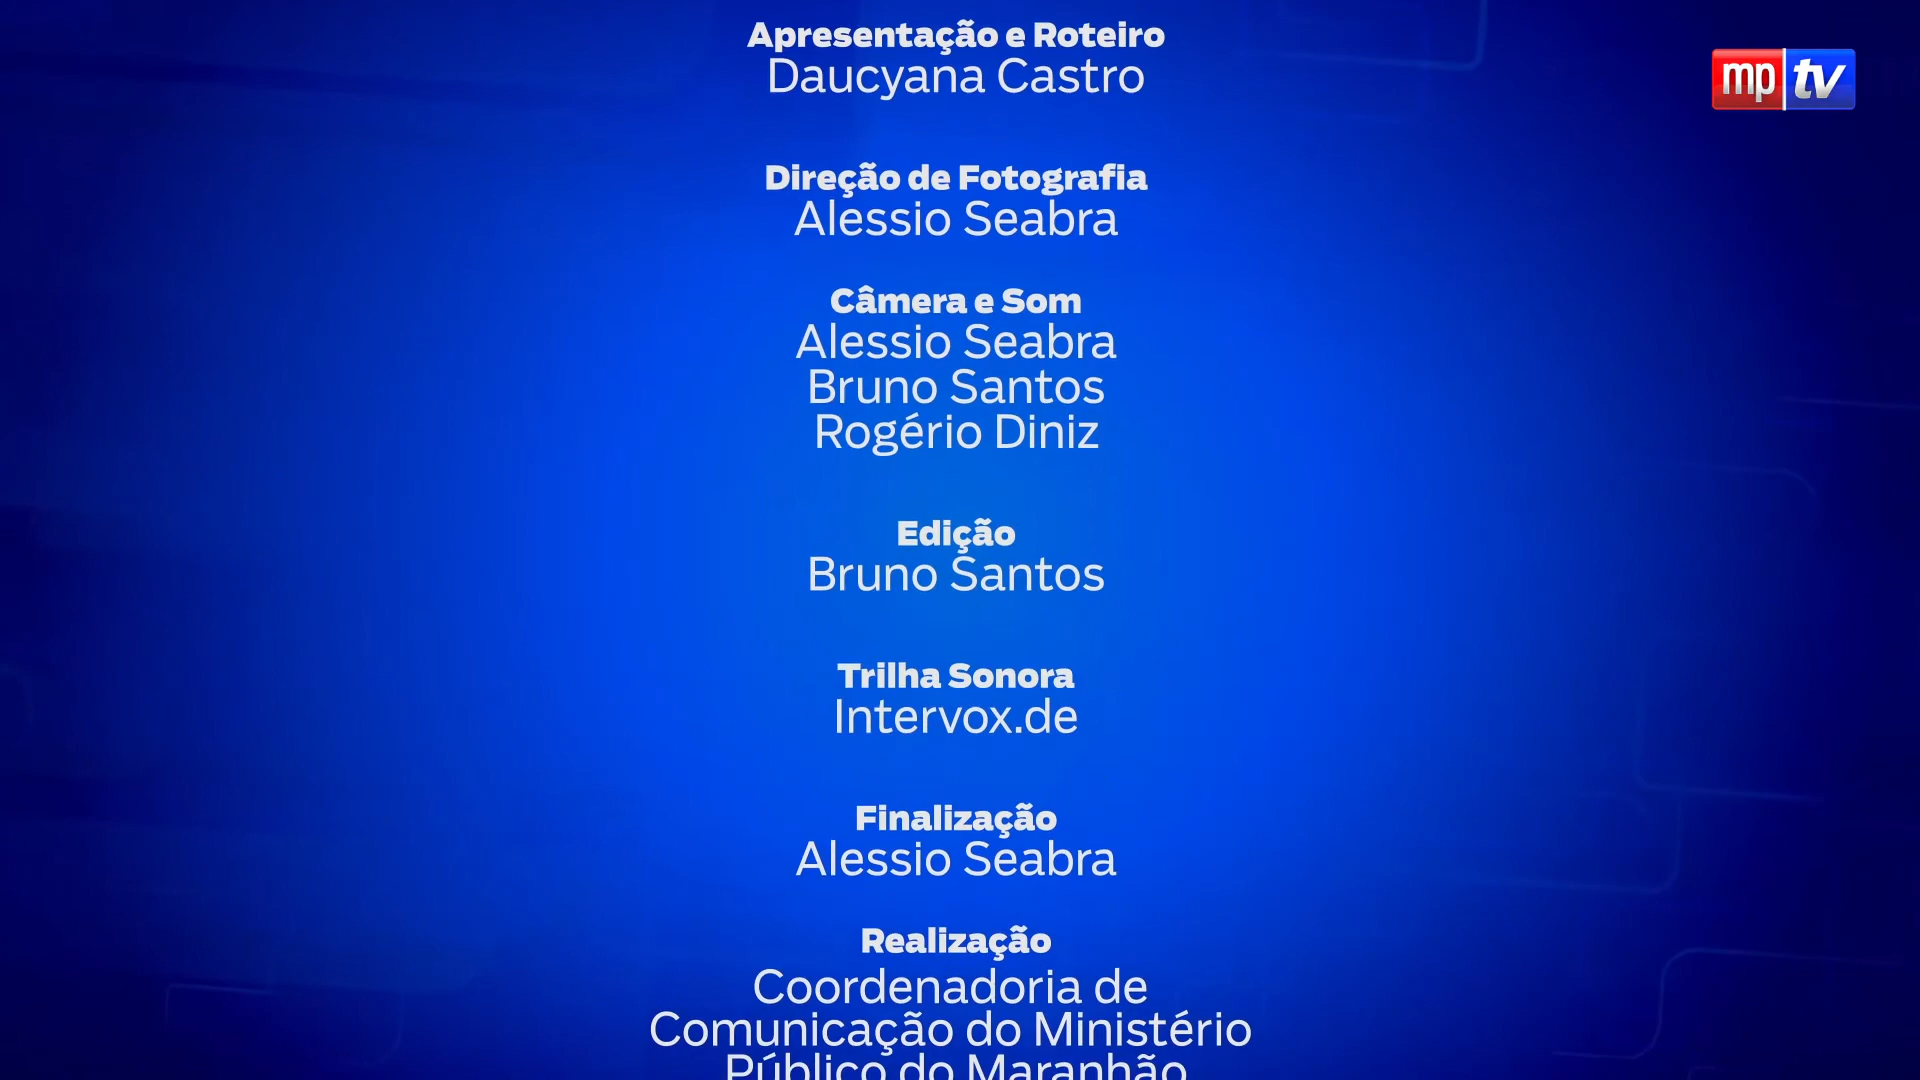 Apresentação e Roteiro
Daucyana Castro
mp tv
Direção de Fotografia
Alessio Seabra
Câmera e Som
Alessio Seabra
Bruno Santos
Rogério Diniz
Edição
Bruno Santos
Trilha Sonora
Intervox.de
Finalização
Alessio Seabra
Realização
Coordenadoria de
Comunicação do Ministério
Público do Maranhão